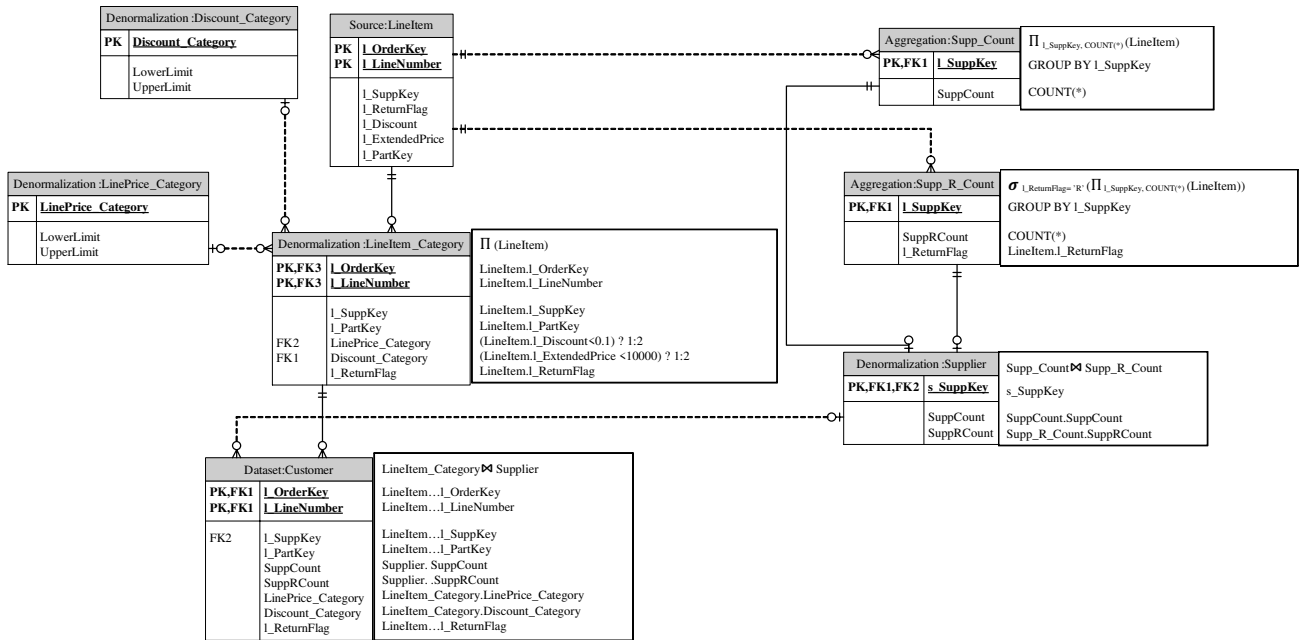 Denormalization :Discount_Category
PK Discount_Category
LowerLimit
UpperLimit
Source:LineItem
PK l_OrderKey
PK l_LineNumber
l_SuppKey
l_ReturnFlag
l_Discount
l_ExtendedPrice
l_PartKey
Aggregation:Supp_Count
PK,FK1 l_SuppKey
SuppCount
Π l_SuppKey, COUNT(*) (LineItem)
GROUP BY l_SuppKey
COUNT(*)
Denormalization :LinePrice_Category
PK LinePrice_Category
LowerLimit
UpperLimit
Aggregation:Supp_R_Count
PK,FK1 l_SuppKey
SuppRCount
l_ReturnFlag
σ l_ReturnFlag= 'R' (Π l_SuppKey, COUNT(*) (LineItem))
GROUP BY l_SuppKey
COUNT(*)
LineItem.l_ReturnFlag
Denormalization :LineItem_Category
PK,FK3 l_OrderKey
PK,FK3 l_LineNumber
l_SuppKey
l_PartKey
FK2 LinePrice_Category
FK1 Discount_Category
l_ReturnFlag
Π (LineItem)
LineItem.l_OrderKey
LineItem.l_LineNumber
LineItem.l_SuppKey
LineItem.l_PartKey
(LineItem.l_Discount<0.1) ? 1:2
(LineItem.l_ExtendedPrice <10000) ? 1:2
LineItem.l_ReturnFlag
Denormalization :Supplier
PK,FK1,FK2 s_SuppKey
SuppCount
SuppRCount
Supp_Count⋈ Supp_R_Count
s_SuppKey
SuppCount.SuppCount
Supp_R_Count.SuppRCount
Dataset:Customer
PK,FK1 l_OrderKey
PK,FK1 l_LineNumber
FK2 l_SuppKey
l_PartKey
SuppCount
SuppRCount
LinePrice_Category
Discount_Category
l_ReturnFlag
LineItem_Category⋈ Supplier
LineItem…l_OrderKey
LineItem…l_LineNumber
LineItem…l_SuppKey
LineItem…l_PartKey
Supplier. SuppCount
Supplier. .SuppRCount
LineItem_Category.LinePrice_Category
LineItem_Category.Discount_Category
LineItem…l_ReturnFlag